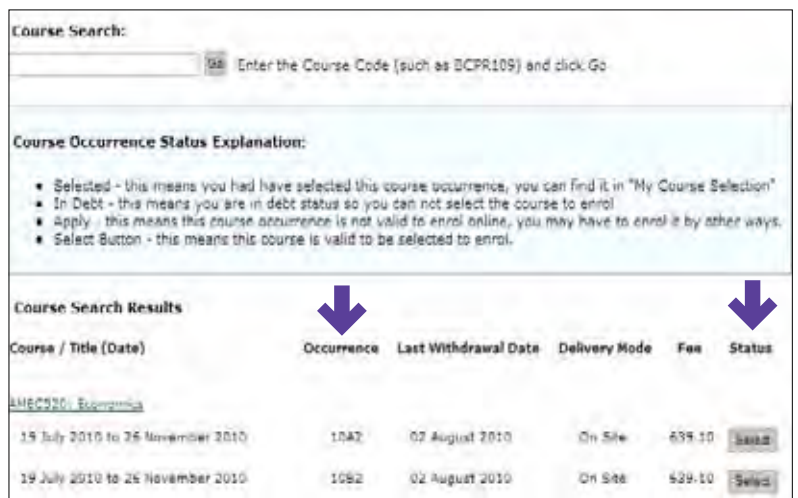 Course Search:
Go Enter the Course Code (such as BCPR109) and click Go
Course Occurrence Status Explanation:
Selected - this means you had have selected this course occurrence, you can find it in "My Course Selection"
In Debt - this means you are in debt status so you can not select the course to enrol
Apply - this means this course occurrence is not valid to enrol online, you may have to enrol it by other ways.
Select Button - this means this course is valid to be selected to enrol.
Course Search Results
Course / Title (Date) Occurrence Last Withdrawal Date Delivery Mode Fee Status
Economics
19 July 2010 to 26 November 2010 10A2 02 August 2010 On Site Select
19 July 2010 to 26 November 2010 10B2 02 August 2010 On Site Select